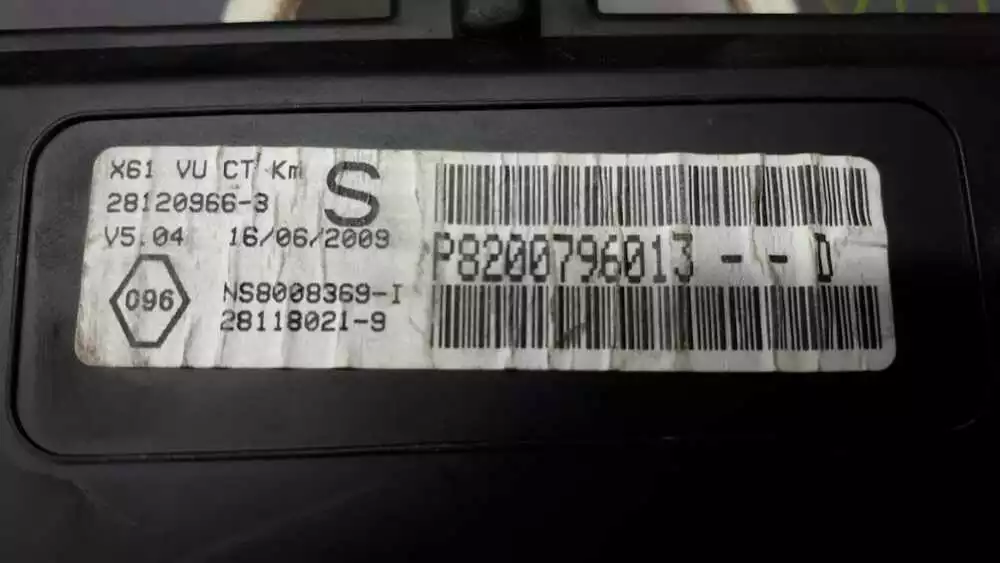 X61 VU CT Km
S
28120966-3
V5.04 16/06/2009
P8200796013--D
096
NS8008369-I
28118021-9